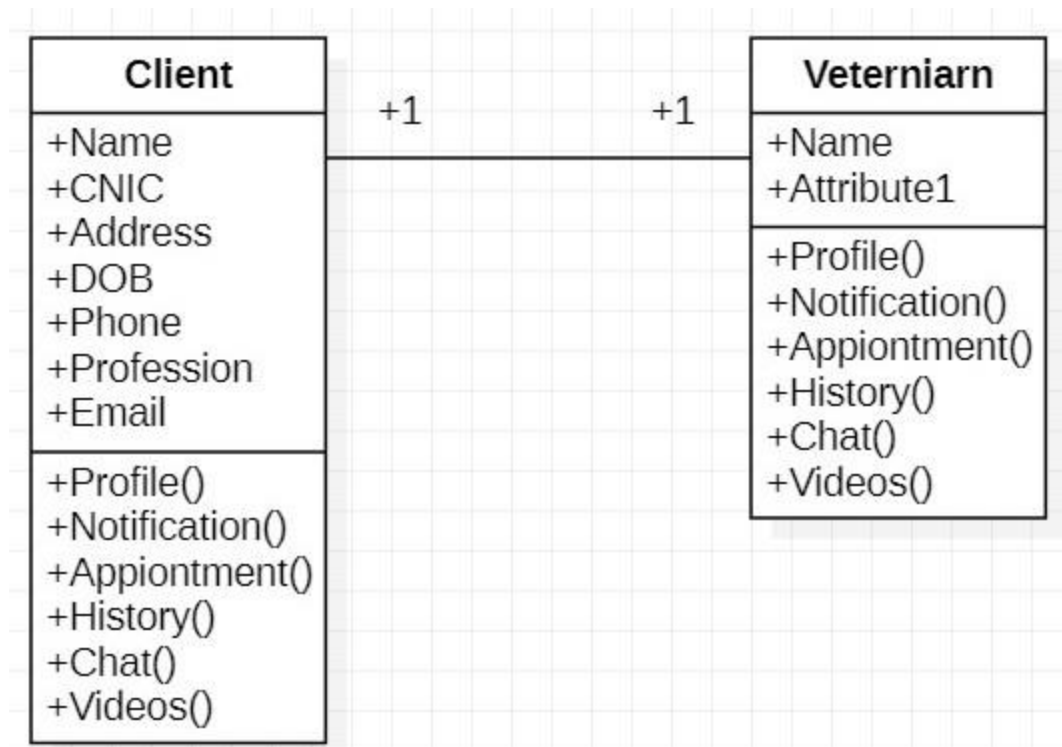 Client
+Name
+CNIC
+Address
+DOB
+Phone
+Profession
+Email
+Profile()
+Notification()
+Appiontment()
+History()
+Chat()
+Videos()
+1
+1
Veterniarn
+Name
+Attribute1
+Profile()
+Notification()
+Appiontment()
+History()
+Chat()
+Videos()